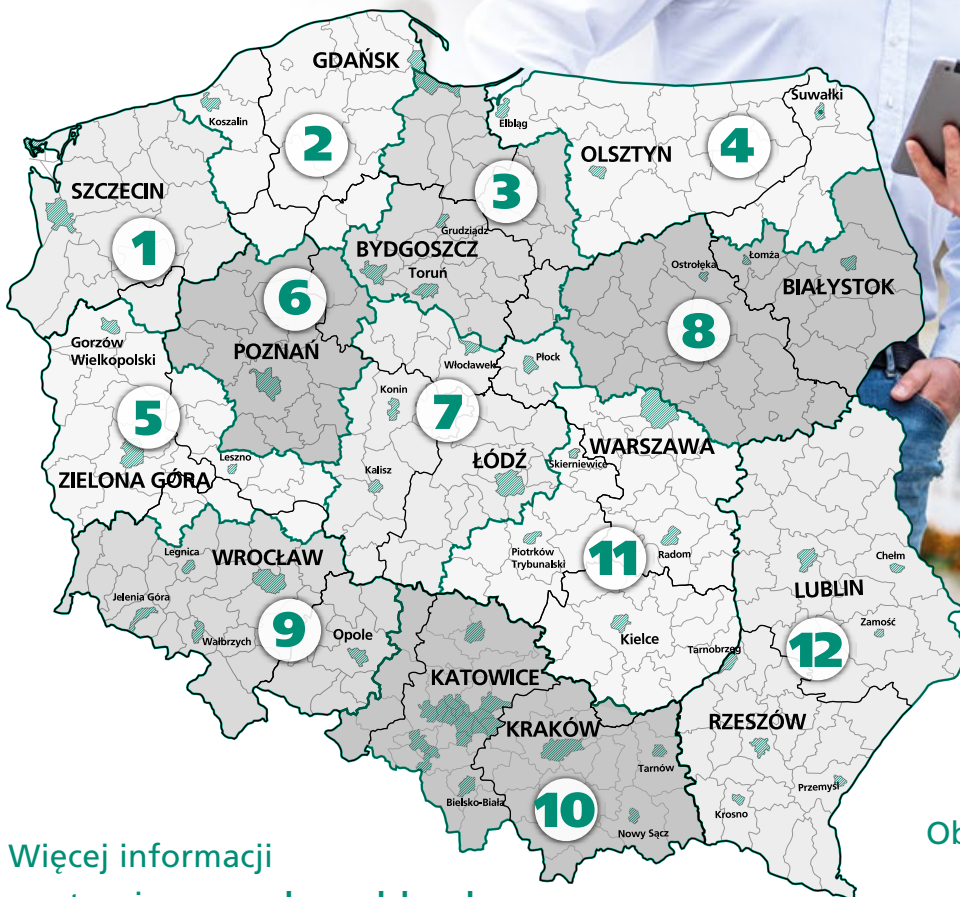 GDAŃSK
Koszalin
2
Elbląg
Suwałki
OLSZTYN
4
SZCZECIN
3
Grudziądz
1
BYDGOSZCZ
Toruń
Ostrołęka
Łomża
BIAŁYSTOK
6
8
Gorzów
Wielkopolski
POZNAŃ
Włocławek
Płock
Konin
5
7
WARSZAWA
Leszno
ŁÓDŹ
Skierniewice
Kalisz
ZIELONA GÓRA
Legnica
WROCŁAW
Piotrków
Trybunalski
11
Radom
Chełm
LUBLIN
Jelenia Góra
Wałbrzych
9
Opole
Kielce
Zamość
Tarnobrzeg
12
KATOWICE
KRAKÓW
RZESZÓW
Tarnów
Przemyśl
Bielsko-Biała
10
Nowy Sącz
Krosno
Ob
Więcej informacji